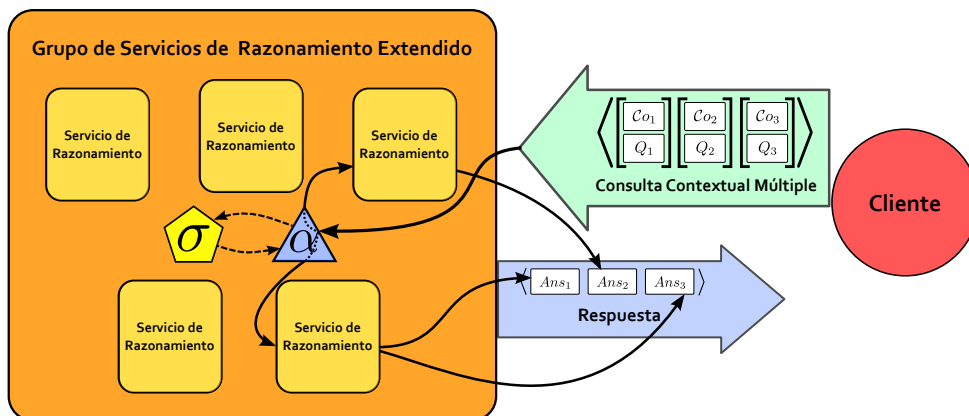 Grupo de Servicios de Razonamiento Extendido
Servicio de
Razonamiento
Servicio de
Razonamiento
Servicio de
Razonamiento
σ
α
Servicio de
Razonamiento
Servicio de
Razonamiento
⟨[Co₁ Co₂ Co₃]⟩
Q₁ Q₂ Q₃
Consulta Contextual Múltiple
Cliente
⟨ Ans₁ Ans₂ Ans₃ ⟩
Respuesta